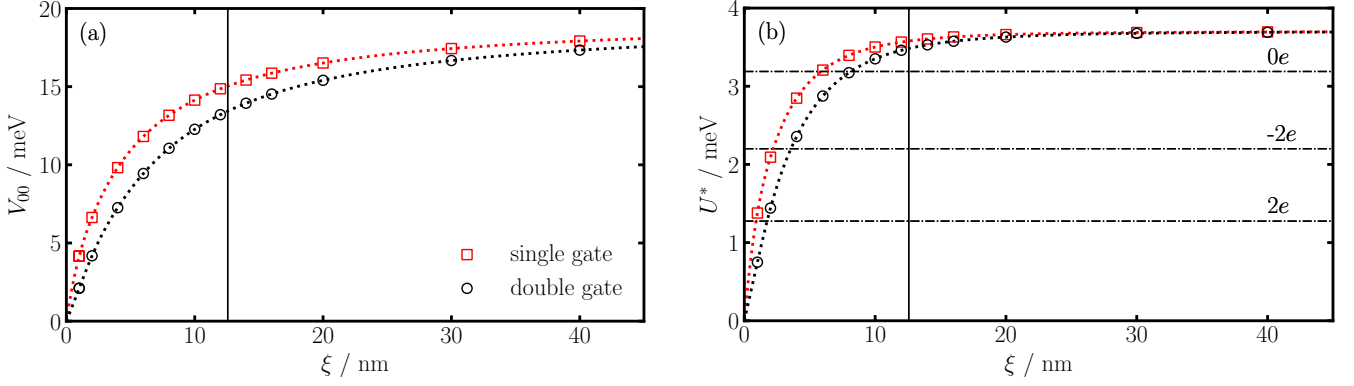 (a)
V₀₀ / meV
20
15
10
5
0
single gate
double gate
0 10 20 30 40
ξ / nm
(b)
U* / meV
4
3
2
1
0
0e
-2e
2e
0 10 20 30 40
ξ / nm